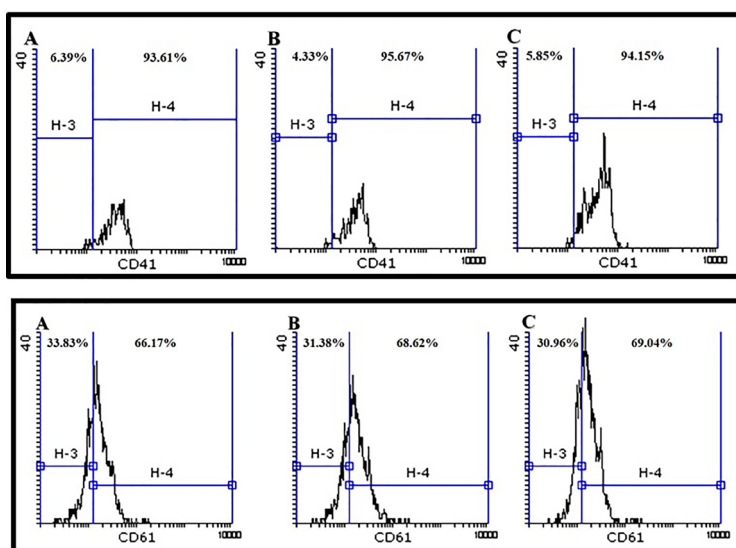 A B C
40 6.39% 93.61% 40 4.33% 95.67% 40 5.85% 94.15%
H-4 H-4 H-4
H-3 H-3 H-3
10000 10000 10000
CD41 CD41 CD41
A B C
40 33.83% 66.17% 40 31.38% 68.62% 40 30.96% 69.04%
H-3 H-3 H-3
H-4 H-4 H-4
10000 10000 10000
CD61 CD61 CD61